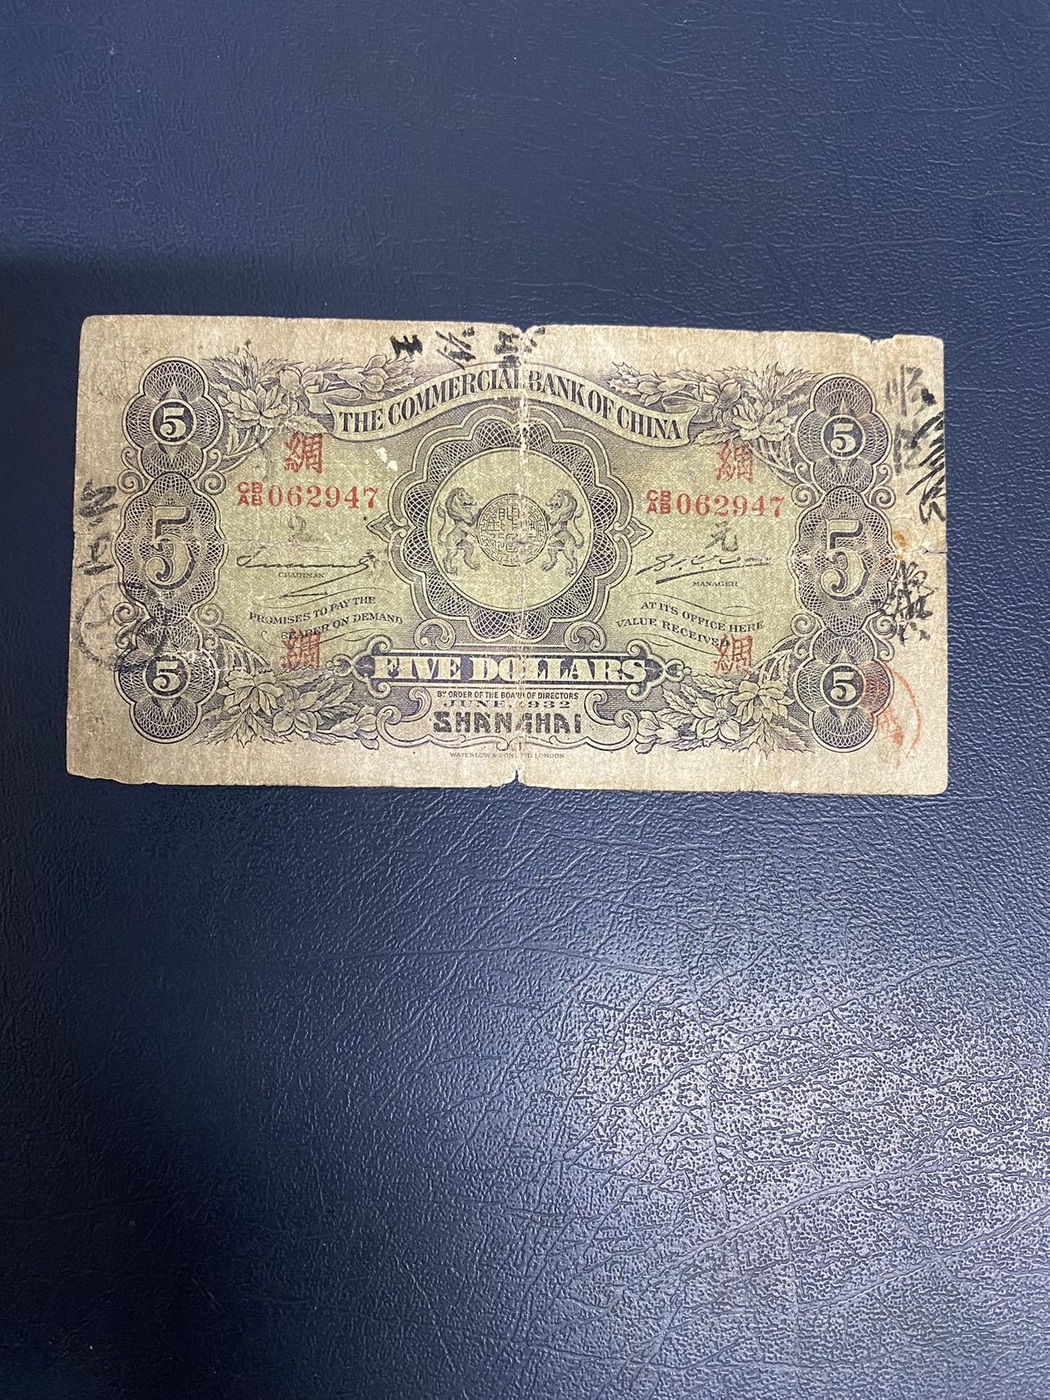 THE COMMERCIAL BANK OF CHINA
5
5
綢
綢
CB/AB 062947
CB/AB 062947
5
5
元
CHAIRMAN
MANAGER
PROMISES TO PAY THE
BEARER ON DEMAND
AT ITS OFFICE HERE
VALUE RECEIVED
綢
綢
FIVE DOLLARS
5
5
BY ORDER OF THE BOARD OF DIRECTORS
JUNE, 1932
SHANGHAI
WATERLOW & SONS, LTD LONDON